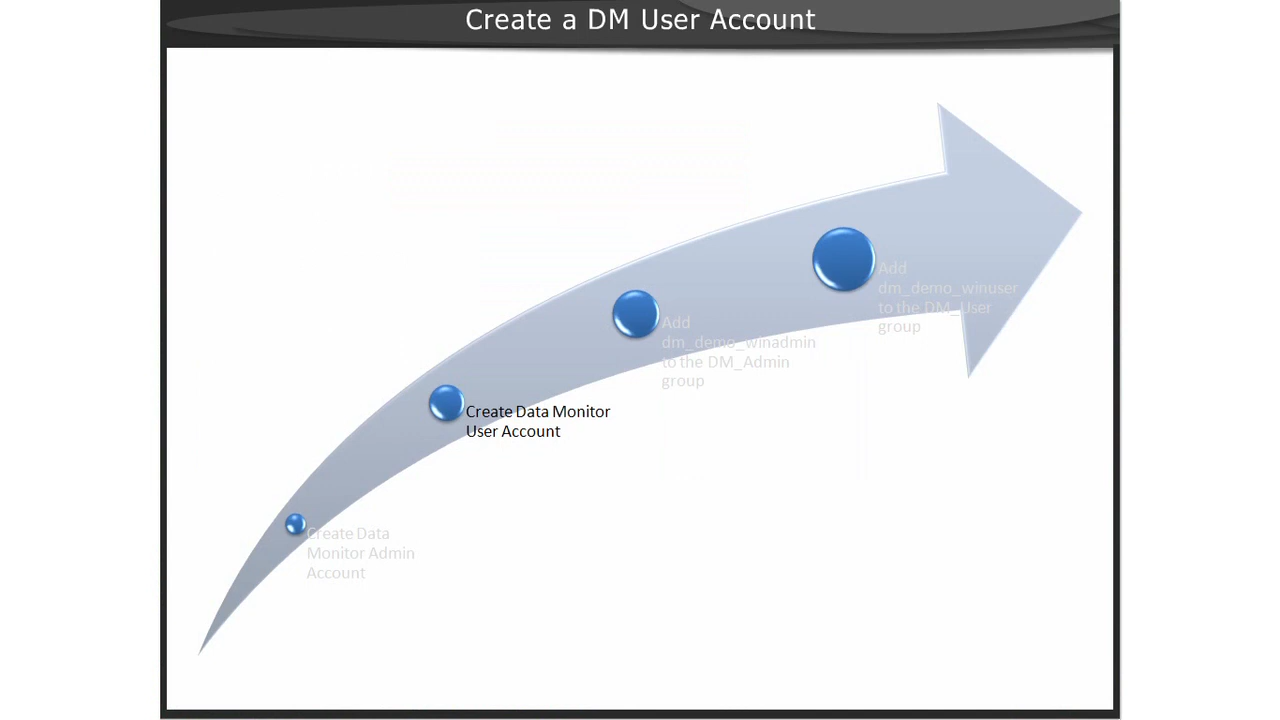 Create a DM User Account
Add
dm_demo_winuser
to the DM_User
group
Add
dm_demo_winadmin
to the DM_Admin
group
Create Data Monitor
User Account
Create Data
Monitor Admin
Account